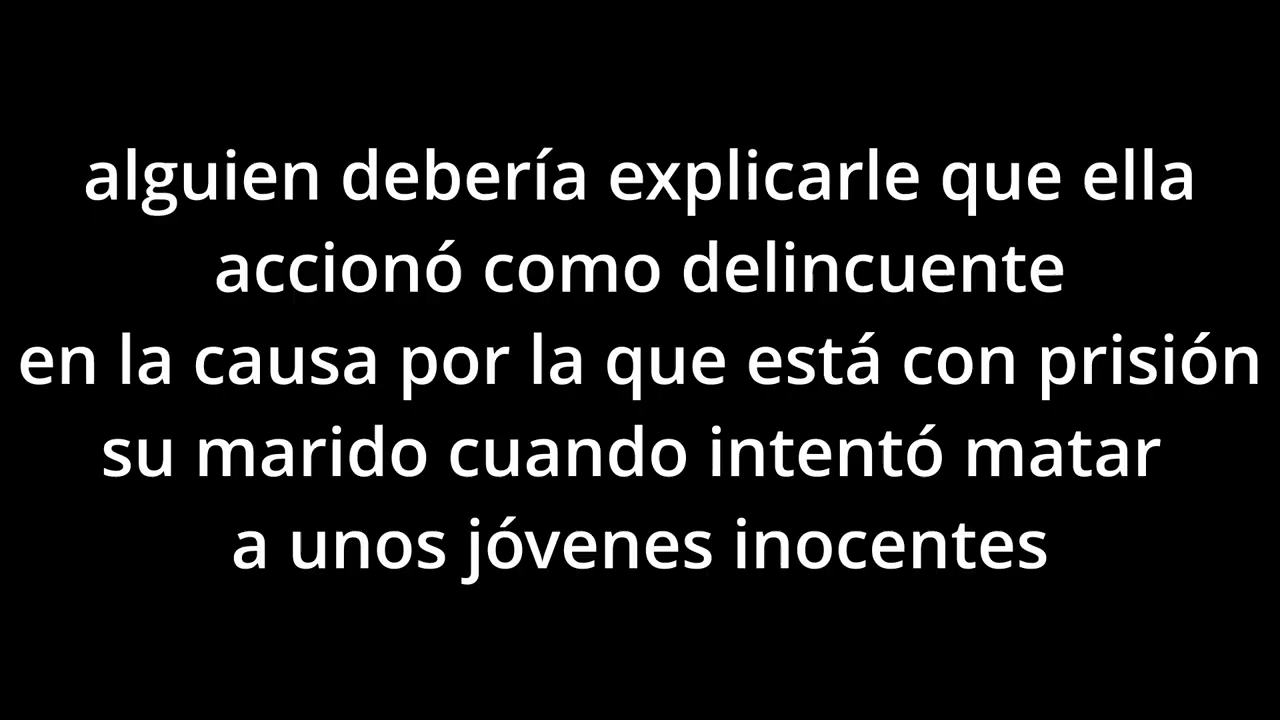 alguien debería explicarle que ella
accionó como delincuente
en la causa por la que está con prisión
su marido cuando intentó matar
a unos jóvenes inocentes